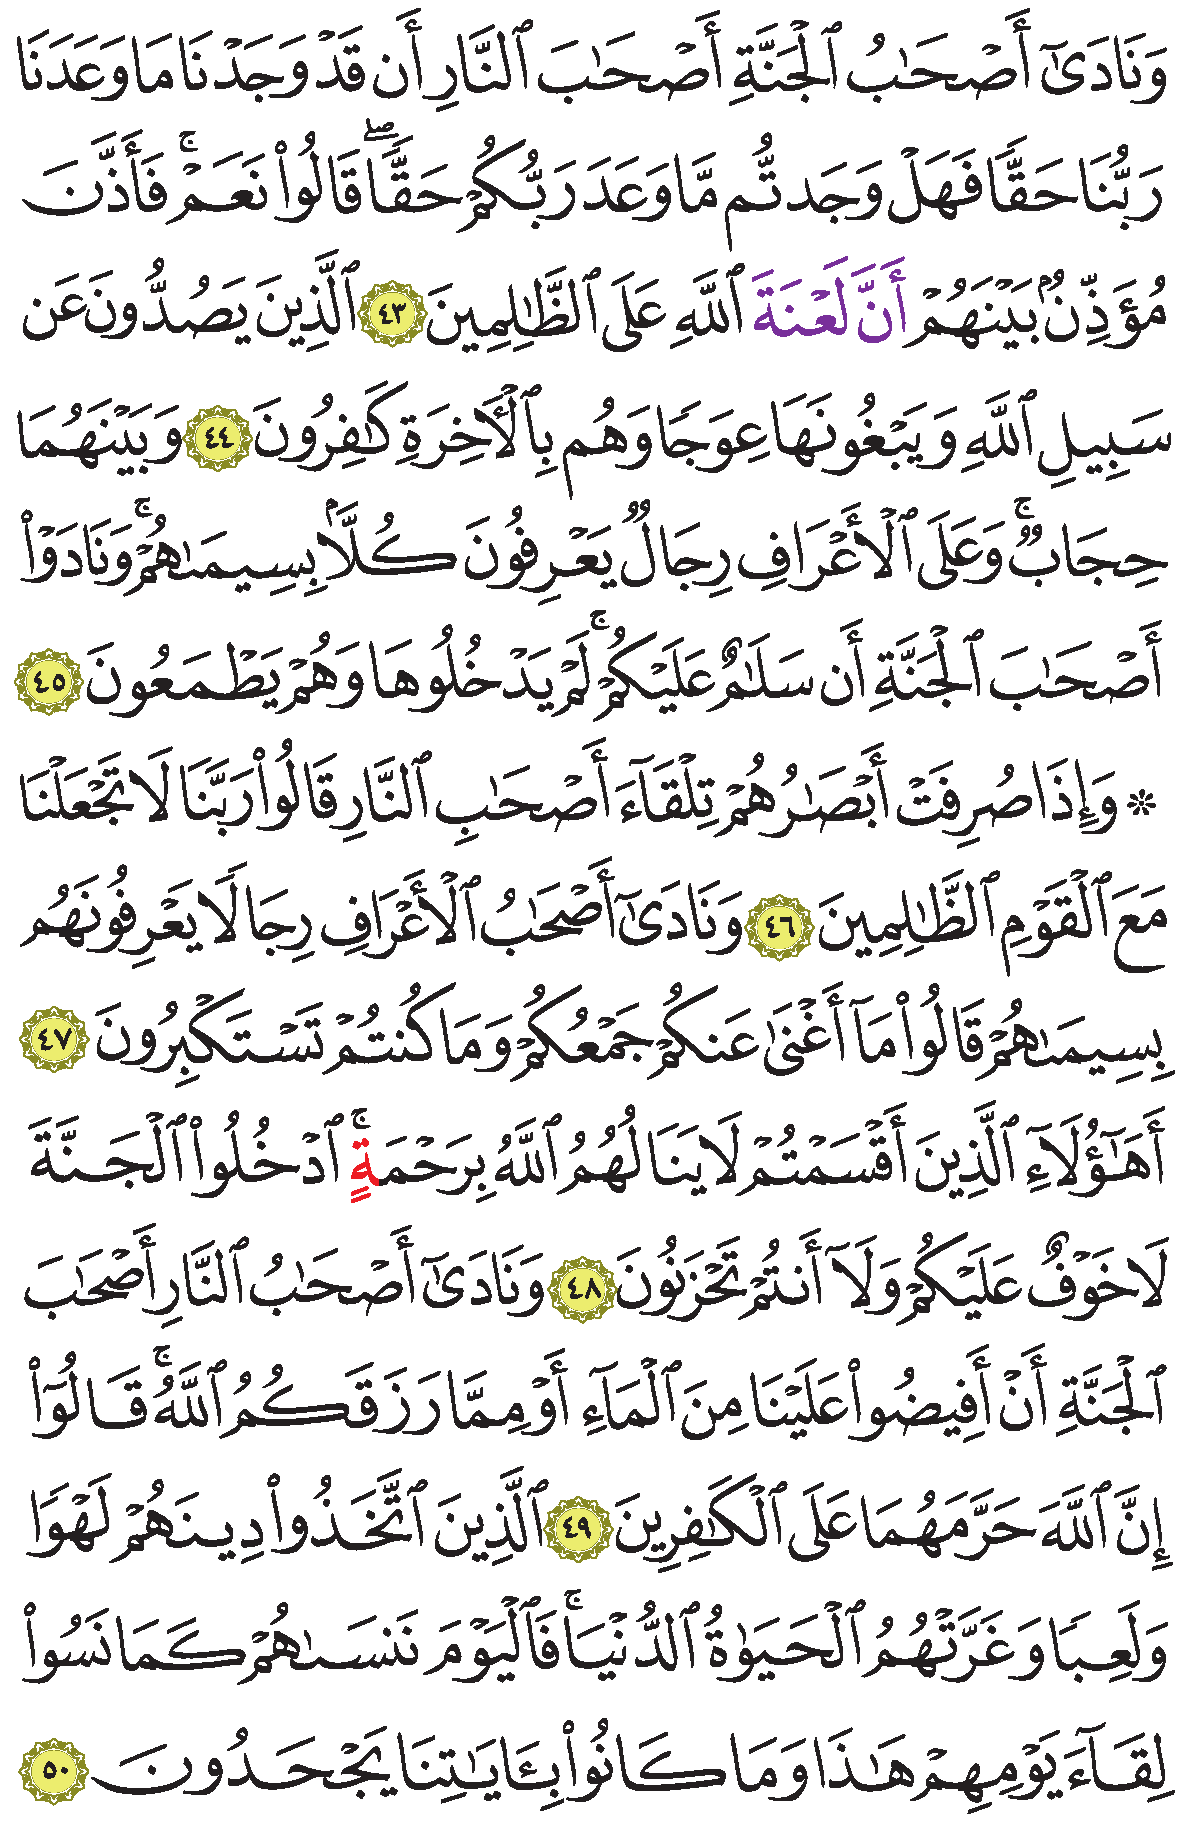 وَنَادَىٰٓ أَصْحَٰبُ ٱلْجَنَّةِ أَصْحَٰبَ ٱلنَّارِ أَن قَدْ وَجَدْنَا مَا وَعَدَنَا
رَبُّنَا حَقًّا فَهَلْ وَجَدتُّم مَّا وَعَدَ رَبُّكُمْ حَقًّاۖ قَالُوا۟ نَعَمْۚ فَأَذَّنَ
مُؤَذِّنٌۢ بَيْنَهُمْ أَنَّ لَعْنَةَ ٱللَّهِ عَلَى ٱلظَّٰلِمِينَ ٤٣ ٱلَّذِينَ يَصُدُّونَ عَن
سَبِيلِ ٱللَّهِ وَيَبْغُونَهَا عِوَجًا وَهُم بِٱلْأَخِرَةِ كَٰفِرُونَ ٤٤ وَبَيْنَهُمَا
حِجَابٌۚ وَعَلَى ٱلْأَعْرَافِ رِجَالٌ يَعْرِفُونَ كُلًّۢا بِسِيمَىٰهُمْۚ وَنَادَوْا۟
أَصْحَٰبَ ٱلْجَنَّةِ أَن سَلَٰمٌ عَلَيْكُمْۚ لَمْ يَدْخُلُوهَا وَهُمْ يَطْمَعُونَ ٤٥
۞ وَإِذَا صُرِفَتْ أَبْصَٰرُهُمْ تِلْقَآءَ أَصْحَٰبِ ٱلنَّارِ قَالُوا۟ رَبَّنَا لَا تَجْعَلْنَا
مَعَ ٱلْقَوْمِ ٱلظَّٰلِمِينَ ٤٦ وَنَادَىٰٓ أَصْحَٰبُ ٱلْأَعْرَافِ رِجَالًا يَعْرِفُونَهُم
بِسِيمَىٰهُمْ قَالُوا۟ مَآ أَغْنَىٰ عَنكُمْ جَمْعُكُمْ وَمَا كُنتُمْ تَسْتَكْبِرُونَ ٤٧
أَهَٰٓؤُلَآءِ ٱلَّذِينَ أَقْسَمْتُمْ لَا يَنَالُهُمُ ٱللَّهُ بِرَحْمَةٍۚ ٱدْخُلُوا۟ ٱلْجَنَّةَ
لَا خَوْفٌ عَلَيْكُمْ وَلَآ أَنتُمْ تَحْزَنُونَ ٤٨ وَنَادَىٰٓ أَصْحَٰبُ ٱلنَّارِ أَصْحَٰبَ
ٱلْجَنَّةِ أَنْ أَفِيضُوا۟ عَلَيْنَا مِنَ ٱلْمَآءِ أَوْ مِمَّا رَزَقَكُمُ ٱللَّهُۚ قَالُوٓا۟
إِنَّ ٱللَّهَ حَرَّمَهُمَا عَلَى ٱلْكَٰفِرِينَ ٤٩ ٱلَّذِينَ ٱتَّخَذُوا۟ دِينَهُمْ لَهْوًا
وَلَعِبًا وَغَرَّتْهُمُ ٱلْحَيَوٰةُ ٱلدُّنْيَاۚ فَٱلْيَوْمَ نَنسَىٰهُمْ كَمَا نَسُوا۟
لِقَآءَ يَوْمِهِمْ هَٰذَا وَمَا كَانُوا۟ بِـَٔايَٰتِنَا يَجْحَدُونَ ٥٠